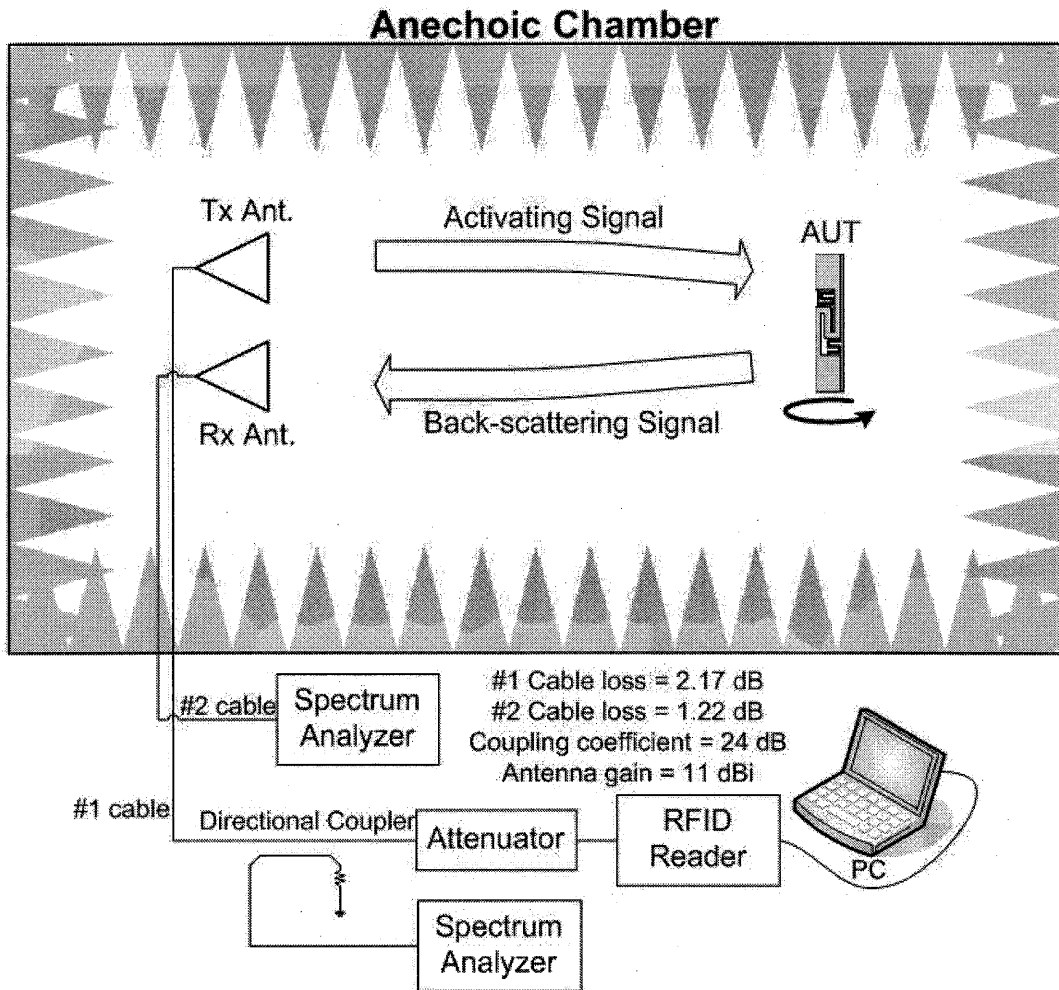 Anechoic Chamber
Tx Ant.
Activating Signal
AUT
Rx Ant.
Back-scattering Signal
#2 cable
Spectrum
Analyzer
#1 Cable loss = 2.17 dB
#2 Cable loss = 1.22 dB
Coupling coefficient = 24 dB
Antenna gain = 11 dBi
#1 cable
Directional Coupler
Attenuator
RFID
Reader
PC
Spectrum
Analyzer